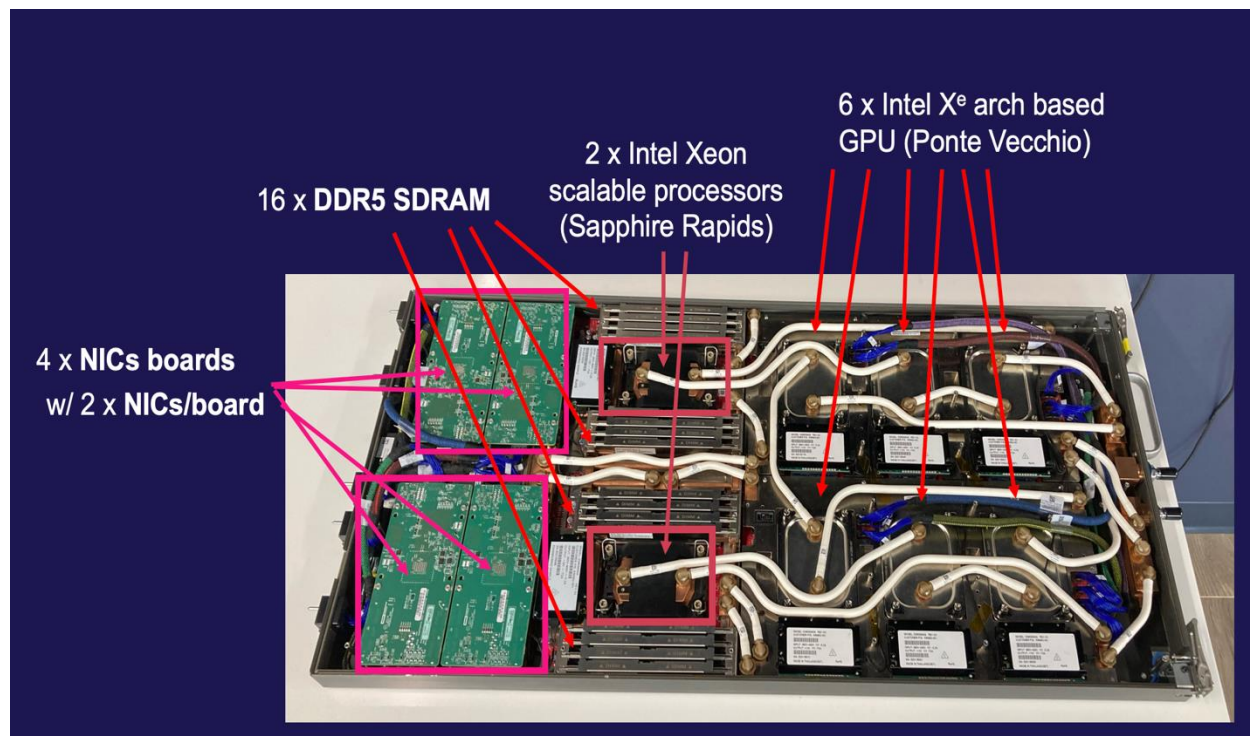 6 x Intel Xᵉ arch based
GPU (Ponte Vecchio)
2 x Intel Xeon
scalable processors
(Sapphire Rapids)
16 x DDR5 SDRAM
4 x NICs boards
w/ 2 x NICs/board